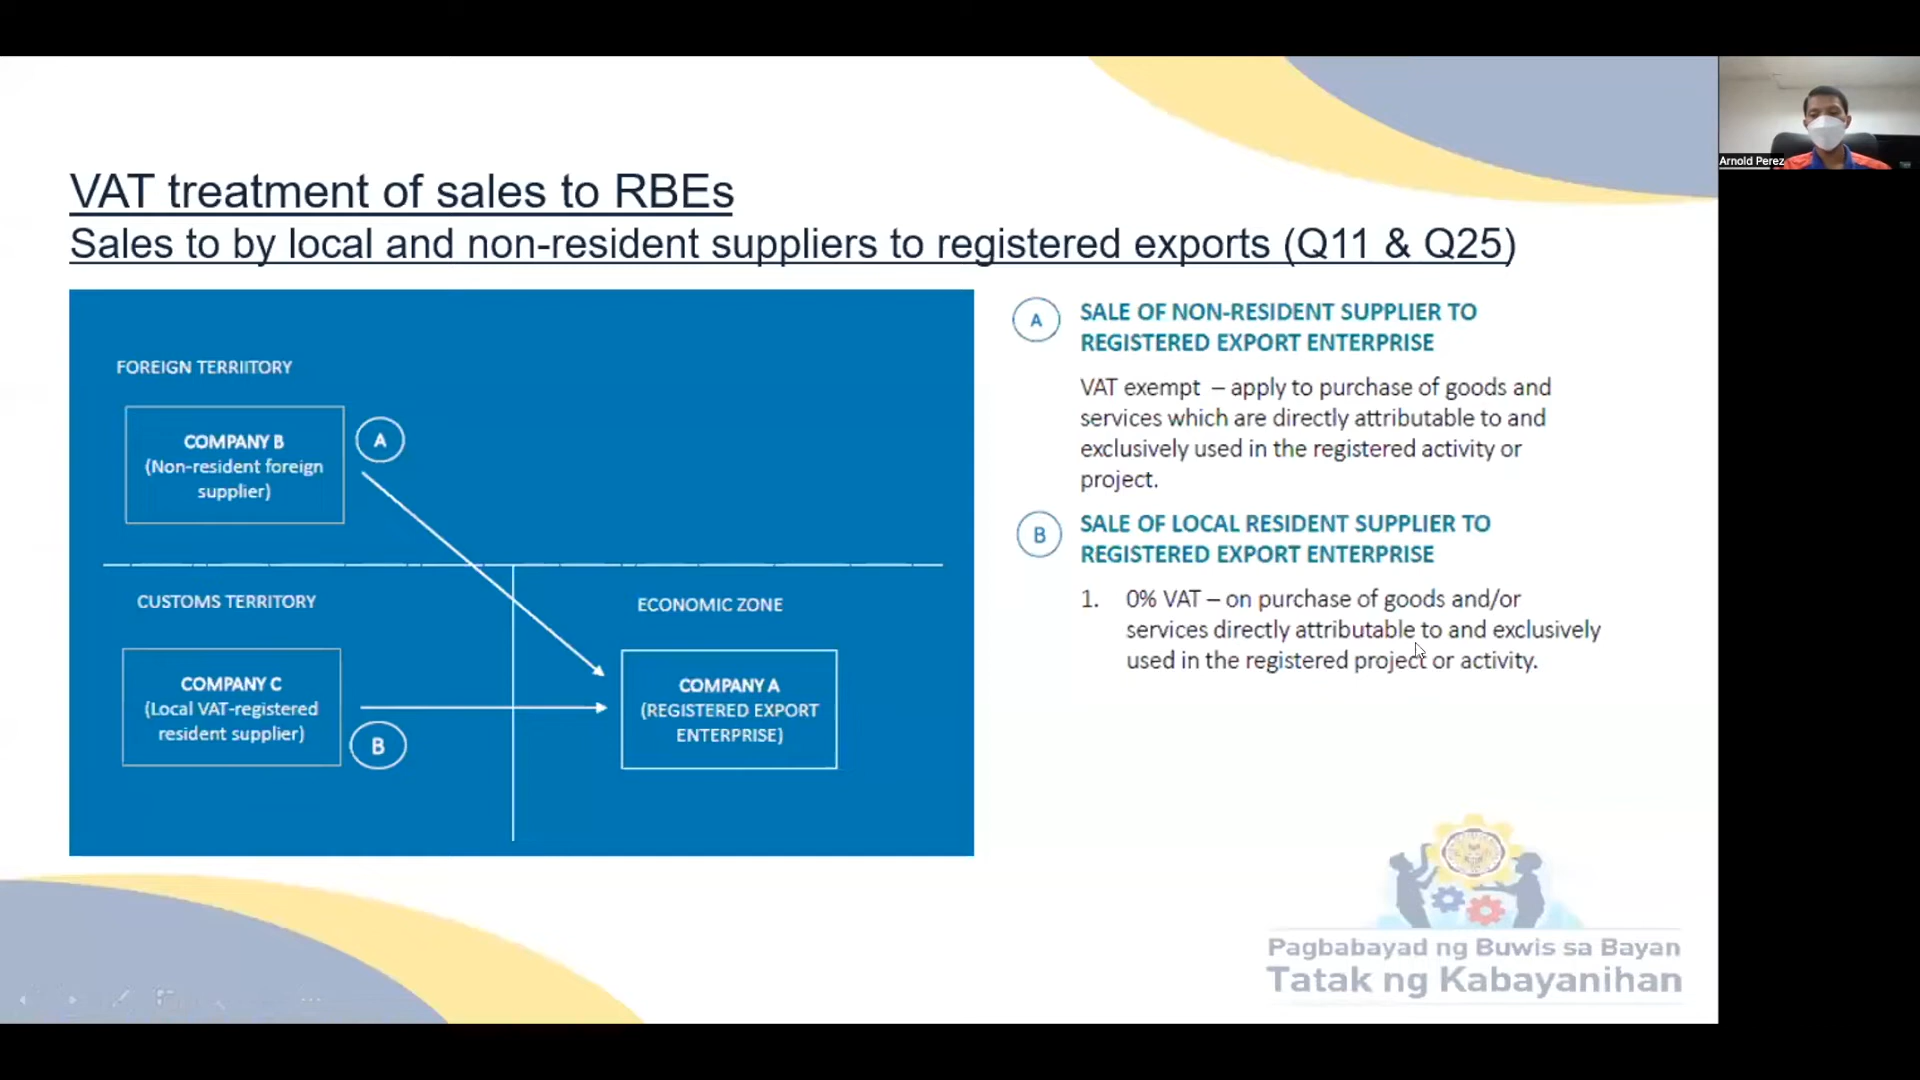 Arnold Perez
VAT treatment of sales to RBEs
Sales to by local and non-resident suppliers to registered exports (Q11 & Q25)
FOREIGN TERRIITORY
COMPANY B
(Non-resident foreign
supplier)
A
CUSTOMS TERRITORY
COMPANY C
(Local VAT-registered
resident supplier)
B
ECONOMIC ZONE
COMPANY A
(REGISTERED EXPORT
ENTERPRISE)
A
SALE OF NON-RESIDENT SUPPLIER TO
REGISTERED EXPORT ENTERPRISE
VAT exempt – apply to purchase of goods and
services which are directly attributable to and
exclusively used in the registered activity or
project.
B
SALE OF LOCAL RESIDENT SUPPLIER TO
REGISTERED EXPORT ENTERPRISE
1. 0% VAT – on purchase of goods and/or
services directly attributable to and exclusively
used in the registered project or activity.
Pagbabayad ng Buwis sa Bayan
Tatak ng Kabayanihan